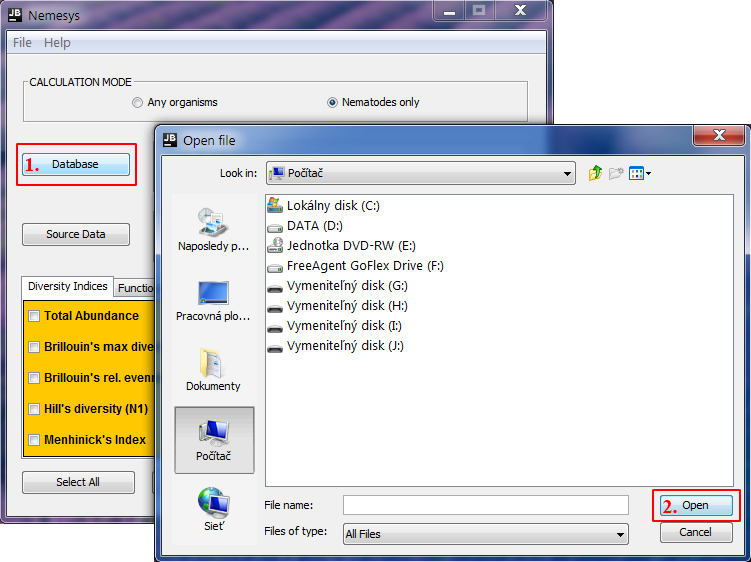 JB Nemesys
File Help
CALCULATION MODE
Any organisms Nematodes only
1. Database
Source Data
Diversity Indices Functio
Total Abundance
Brillouin's max dive
Brillouin's rel. evenn
Hill's diversity (N1)
Menhinick's Index
Select All
JB Open file
Look in: Počítač
Naposledy p...
Pracovná plo...
Dokumenty
Počítač
Sieť
Lokálny disk (C:)
DATA (D:)
Jednotka DVD-RW (E:)
FreeAgent GoFlex Drive (F:)
Vymeniteľný disk (G:)
Vymeniteľný disk (H:)
Vymeniteľný disk (I:)
Vymeniteľný disk (J:)
File name:
2. Open
Files of type: All Files
Cancel